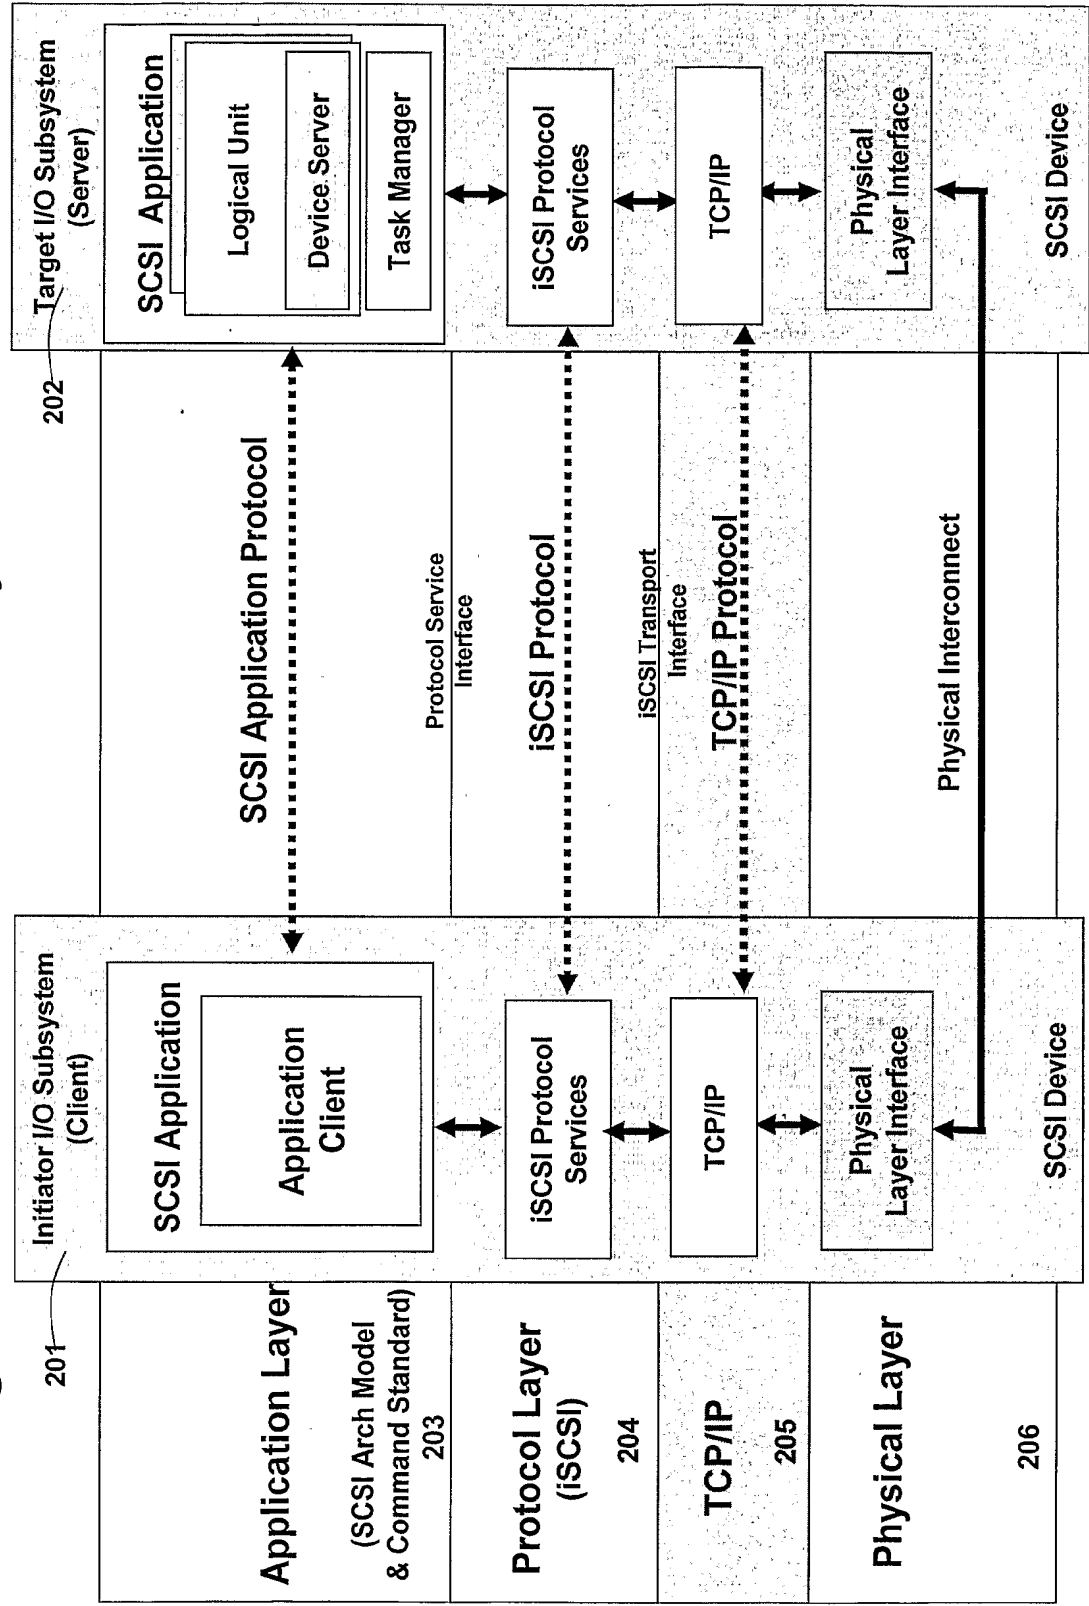 201
Initiator I/O Subsystem
(Client)
202
Target I/O Subsystem
(Server)
Application Layer
(SCSI Arch Model
& Command Standard)
203
SCSI Application
Application
Client
SCSI Application Protocol
SCSI Application
Logical Unit
Device Server
Task Manager
Protocol Service
Interface
Protocol Layer
(iSCSI)
204
iSCSI Protocol
Services
iSCSI Protocol
iSCSI Protocol
Services
iSCSI Transport
Interface
TCP/IP
205
TCP/IP
TCP/IP Protocol
TCP/IP
Physical Layer
206
Physical
Layer Interface
Physical Interconnect
Physical
Layer Interface
SCSI Device
SCSI Device